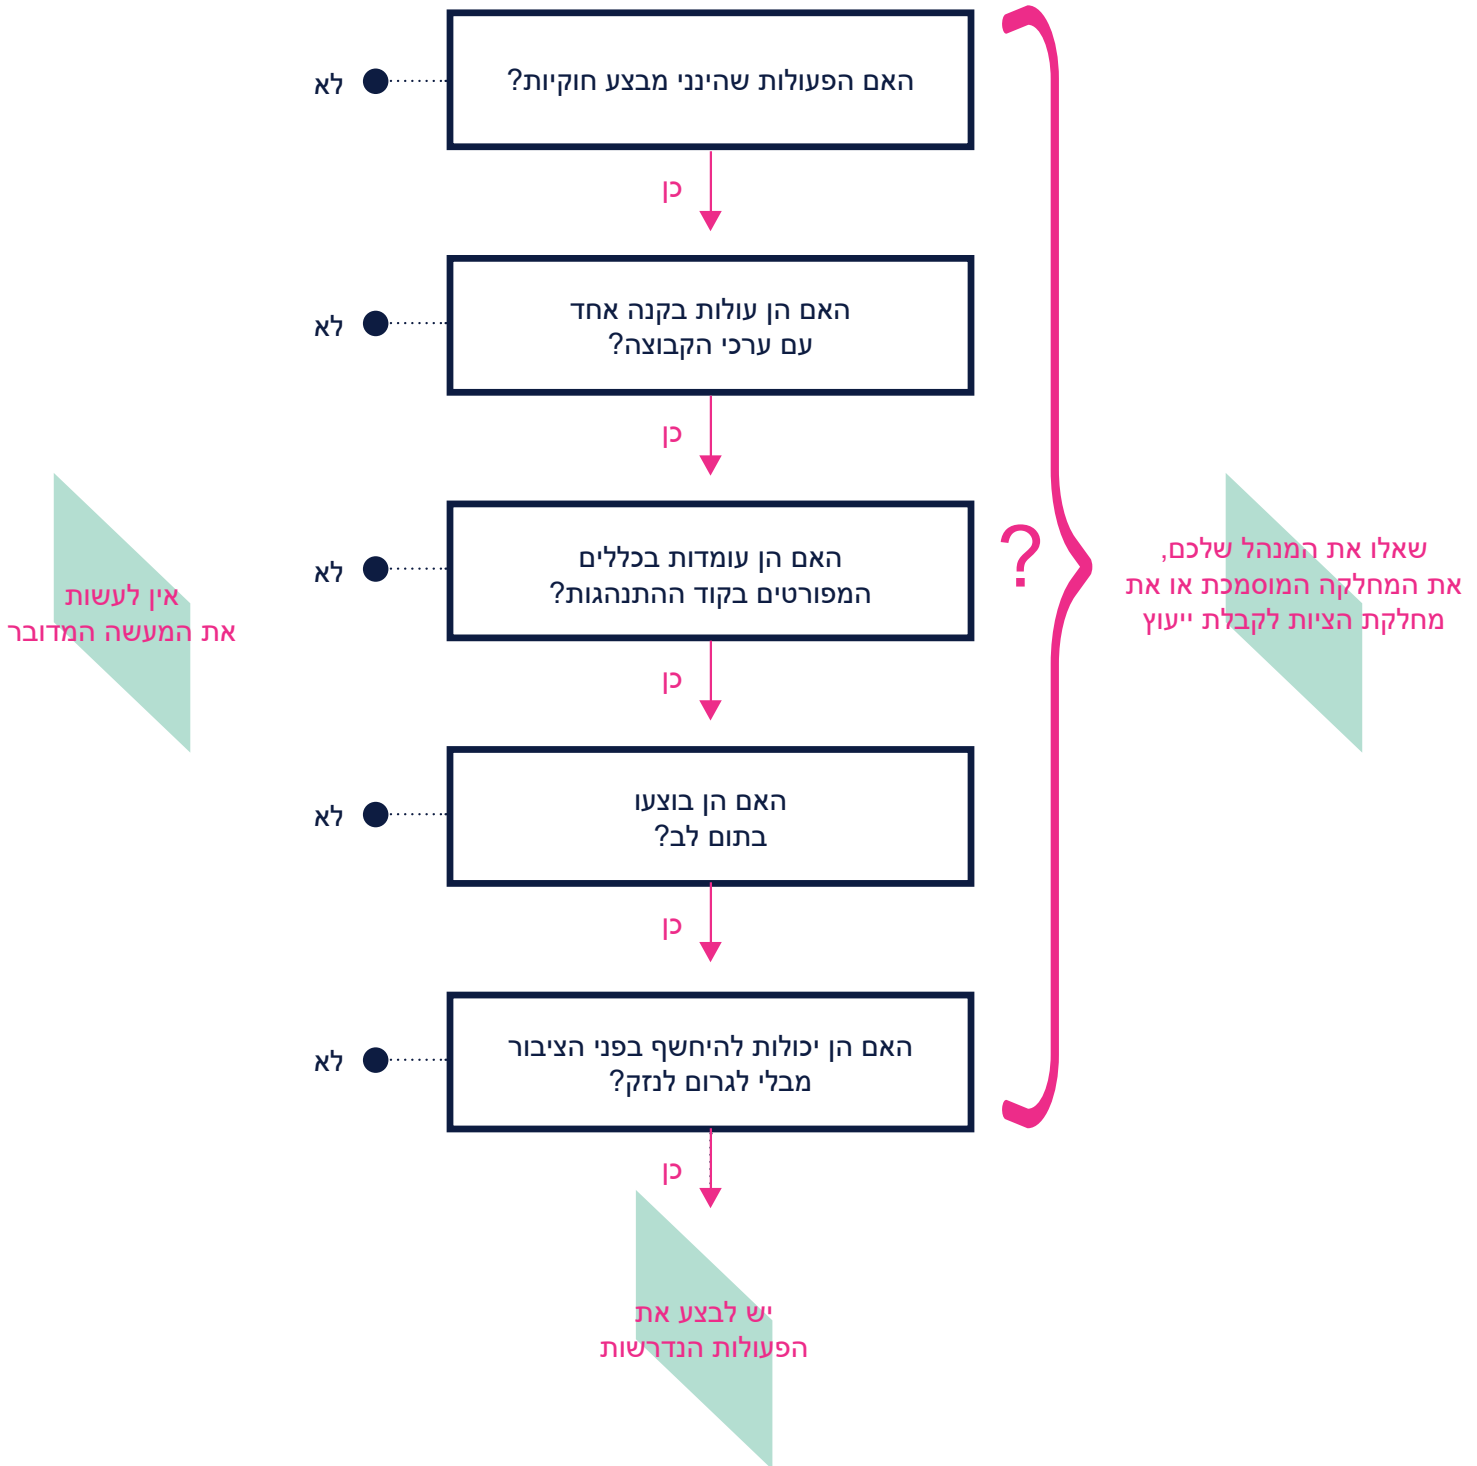 האם הפעולות שהינני מבצע חוקיות?
לא
כן
האם הן עולות בקנה אחד
עם ערכי הקבוצה?
לא
כן
האם הן עומדות בכללים
המפורטים בקוד ההתנהגות?
לא
כן
האם הן בוצעו
בתום לב?
לא
כן
האם הן יכולות להיחשף בפני הציבור
מבלי לגרום לנזק?
לא
כן
יש לבצע את
הפעולות הנדרשות
?
שאלו את המנהל שלכם,
את המחלקה המוסמכת או את
מחלקת הציות לקבלת ייעוץ
אין לעשות
את המעשה המדובר